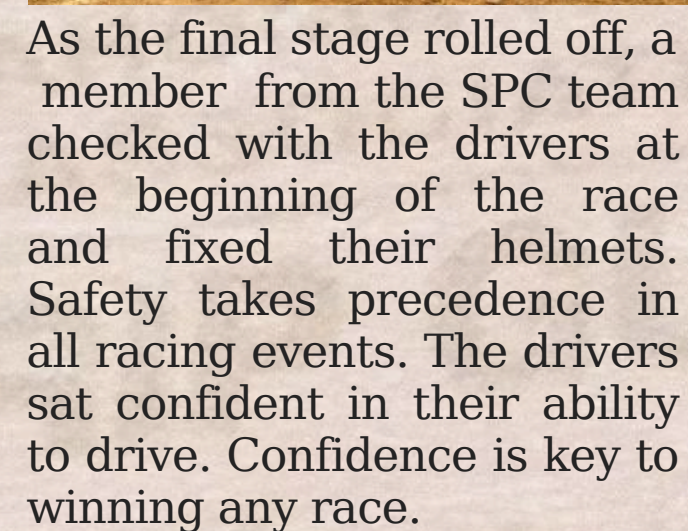 As the final stage rolled off, a
member from the SPC team
checked with the drivers at
the beginning of the race
and fixed their helmets.
Safety takes precedence in
all racing events. The drivers
sat confident in their ability
to drive. Confidence is key to
winning any race.